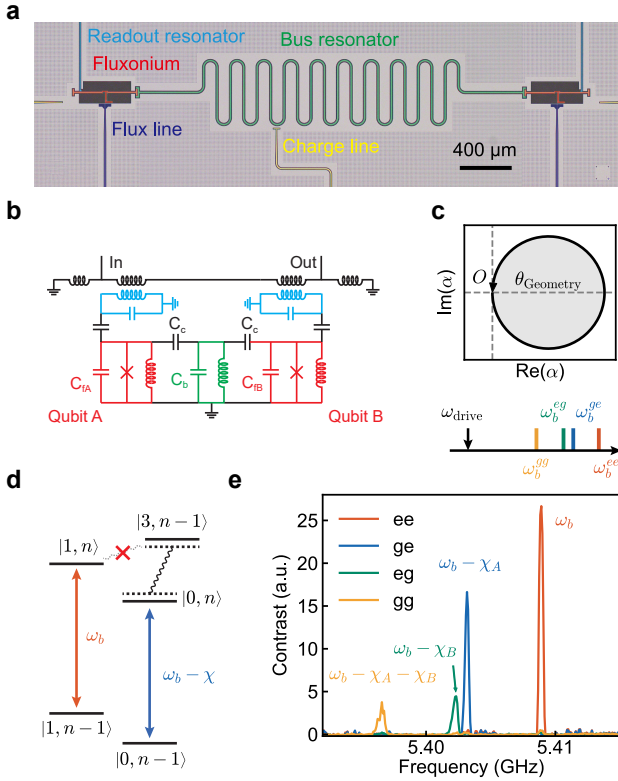 a
Readout resonator
Bus resonator
Fluxonium
Flux line
Charge line
400 μm
b
In
Out
C_c
C_c
C_fA
C_b
C_fB
Qubit A
Qubit B
c
Im(α)
O
θ_Geometry
Re(α)
ω_drive
ω_b^{eg}
ω_b^{ge}
ω_b^{gg}
ω_b^{ee}
d
|3, n−1⟩
|1, n⟩
|0, n⟩
ω_b
ω_b − χ
|1, n−1⟩
|0, n−1⟩
e
Contrast (a.u.)
25
20
15
10
5
0
ee
ge
eg
gg
ω_b
ω_b − χ_A
ω_b − χ_B
ω_b − χ_A − χ_B
5.40
5.41
Frequency (GHz)